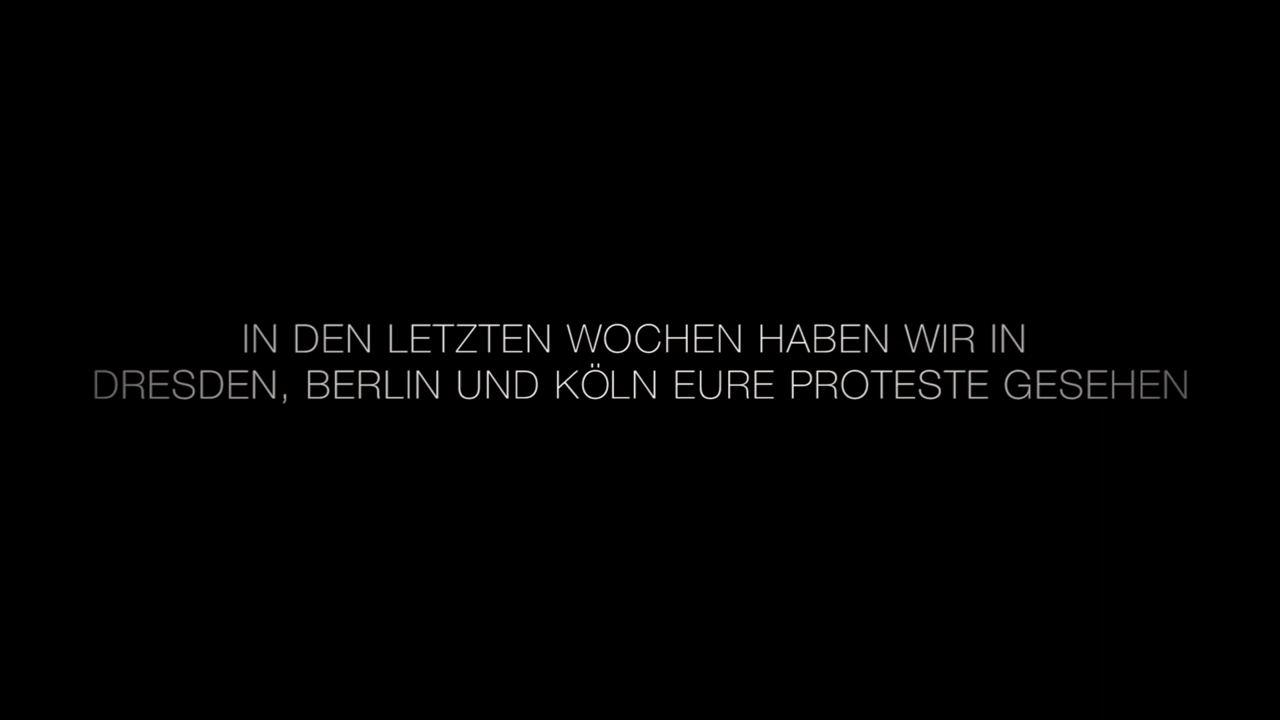 IN DEN LETZTEN WOCHEN HABEN WIR IN
DRESDEN, BERLIN UND KÖLN EURE PROTESTE GESEHEN